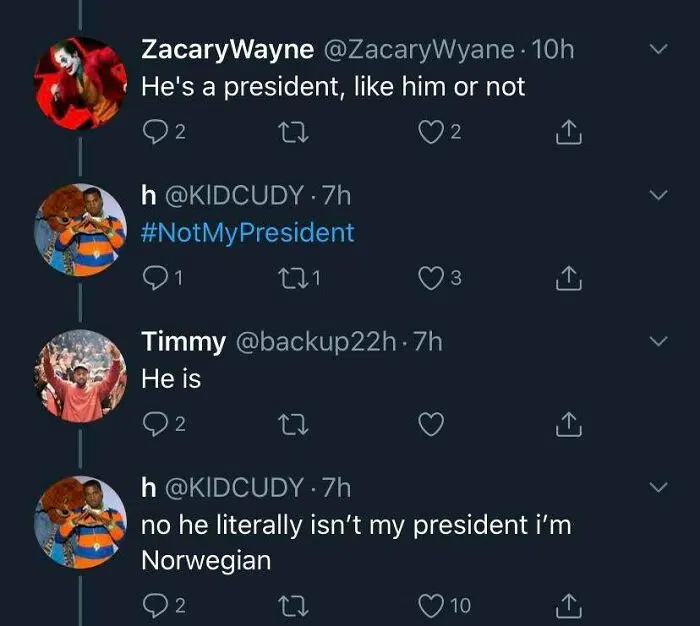 ZacaryWayne @ZacaryWyane · 10h
He's a president, like him or not
2 2
h @KIDCUDY · 7h
#NotMyPresident
1 1 3
Timmy @backup22h · 7h
He is
2
h @KIDCUDY · 7h
no he literally isn’t my president i’m
Norwegian
2 10